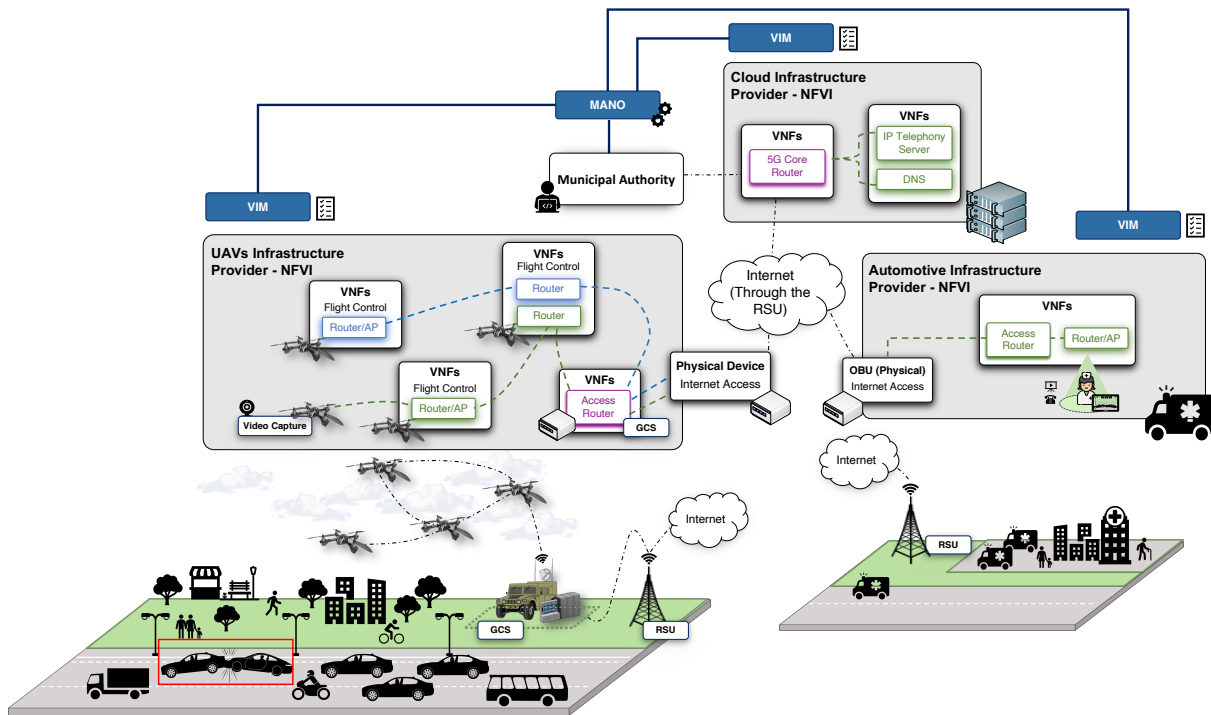 VIM
Cloud Infrastructure
Provider - NFVI
MANO
VNFs
5G Core
Router
VNFs
IP Telephony
Server
DNS
Municipal Authority
VIM
VIM
UAVs Infrastructure
Provider - NFVI
VNFs
Flight Control
Router/AP
VNFs
Flight Control
Router
Router
VNFs
Flight Control
Router/AP
Video Capture
VNFs
Access
Router
GCS
Physical Device
Internet Access
Internet
(Through the
RSU)
Automotive Infrastructure
Provider - NFVI
VNFs
Access
Router
Router/AP
OBU (Physical)
Internet Access
Internet
Internet
RSU
GCS
RSU